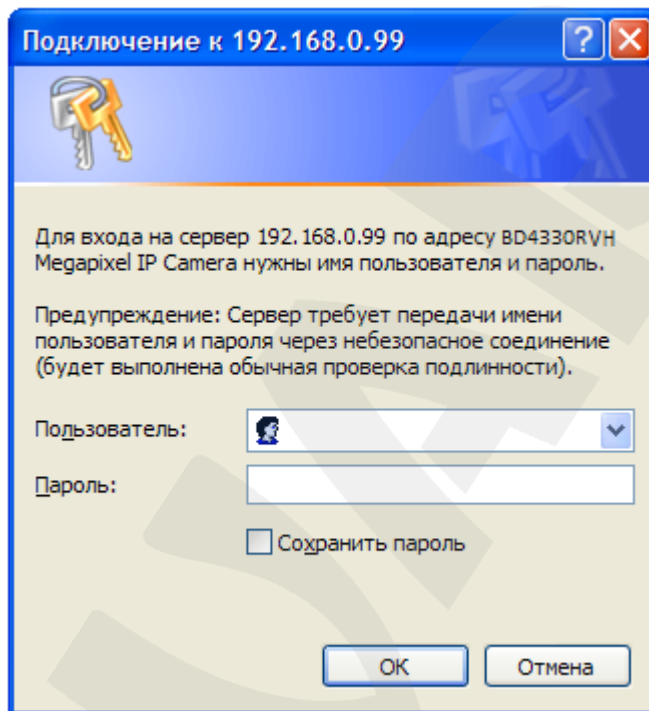 Подключение к 192.168.0.99
Для входа на сервер 192.168.0.99 по адресу BD4330RVH
Megapixel IP Camera нужны имя пользователя и пароль.
Предупреждение: Сервер требует передачи имени
пользователя и пароля через небезопасное соединение
(будет выполнена обычная проверка подлинности).
Пользователь:
Пароль:
Сохранить пароль
ОК
Отмена